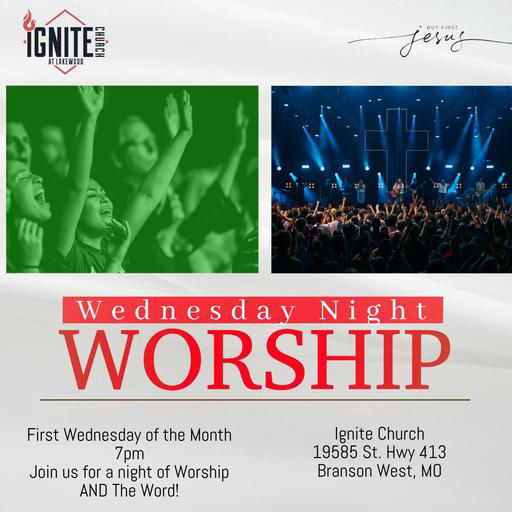 IGNITE
CHURCH
AT LAKEWOOD
BUT FIRST
jesus
Wednesday Night
WORSHIP
First Wednesday of the Month
7pm
Join us for a night of Worship
AND The Word!
Ignite Church
19585 St. Hwy 413
Branson West, MO